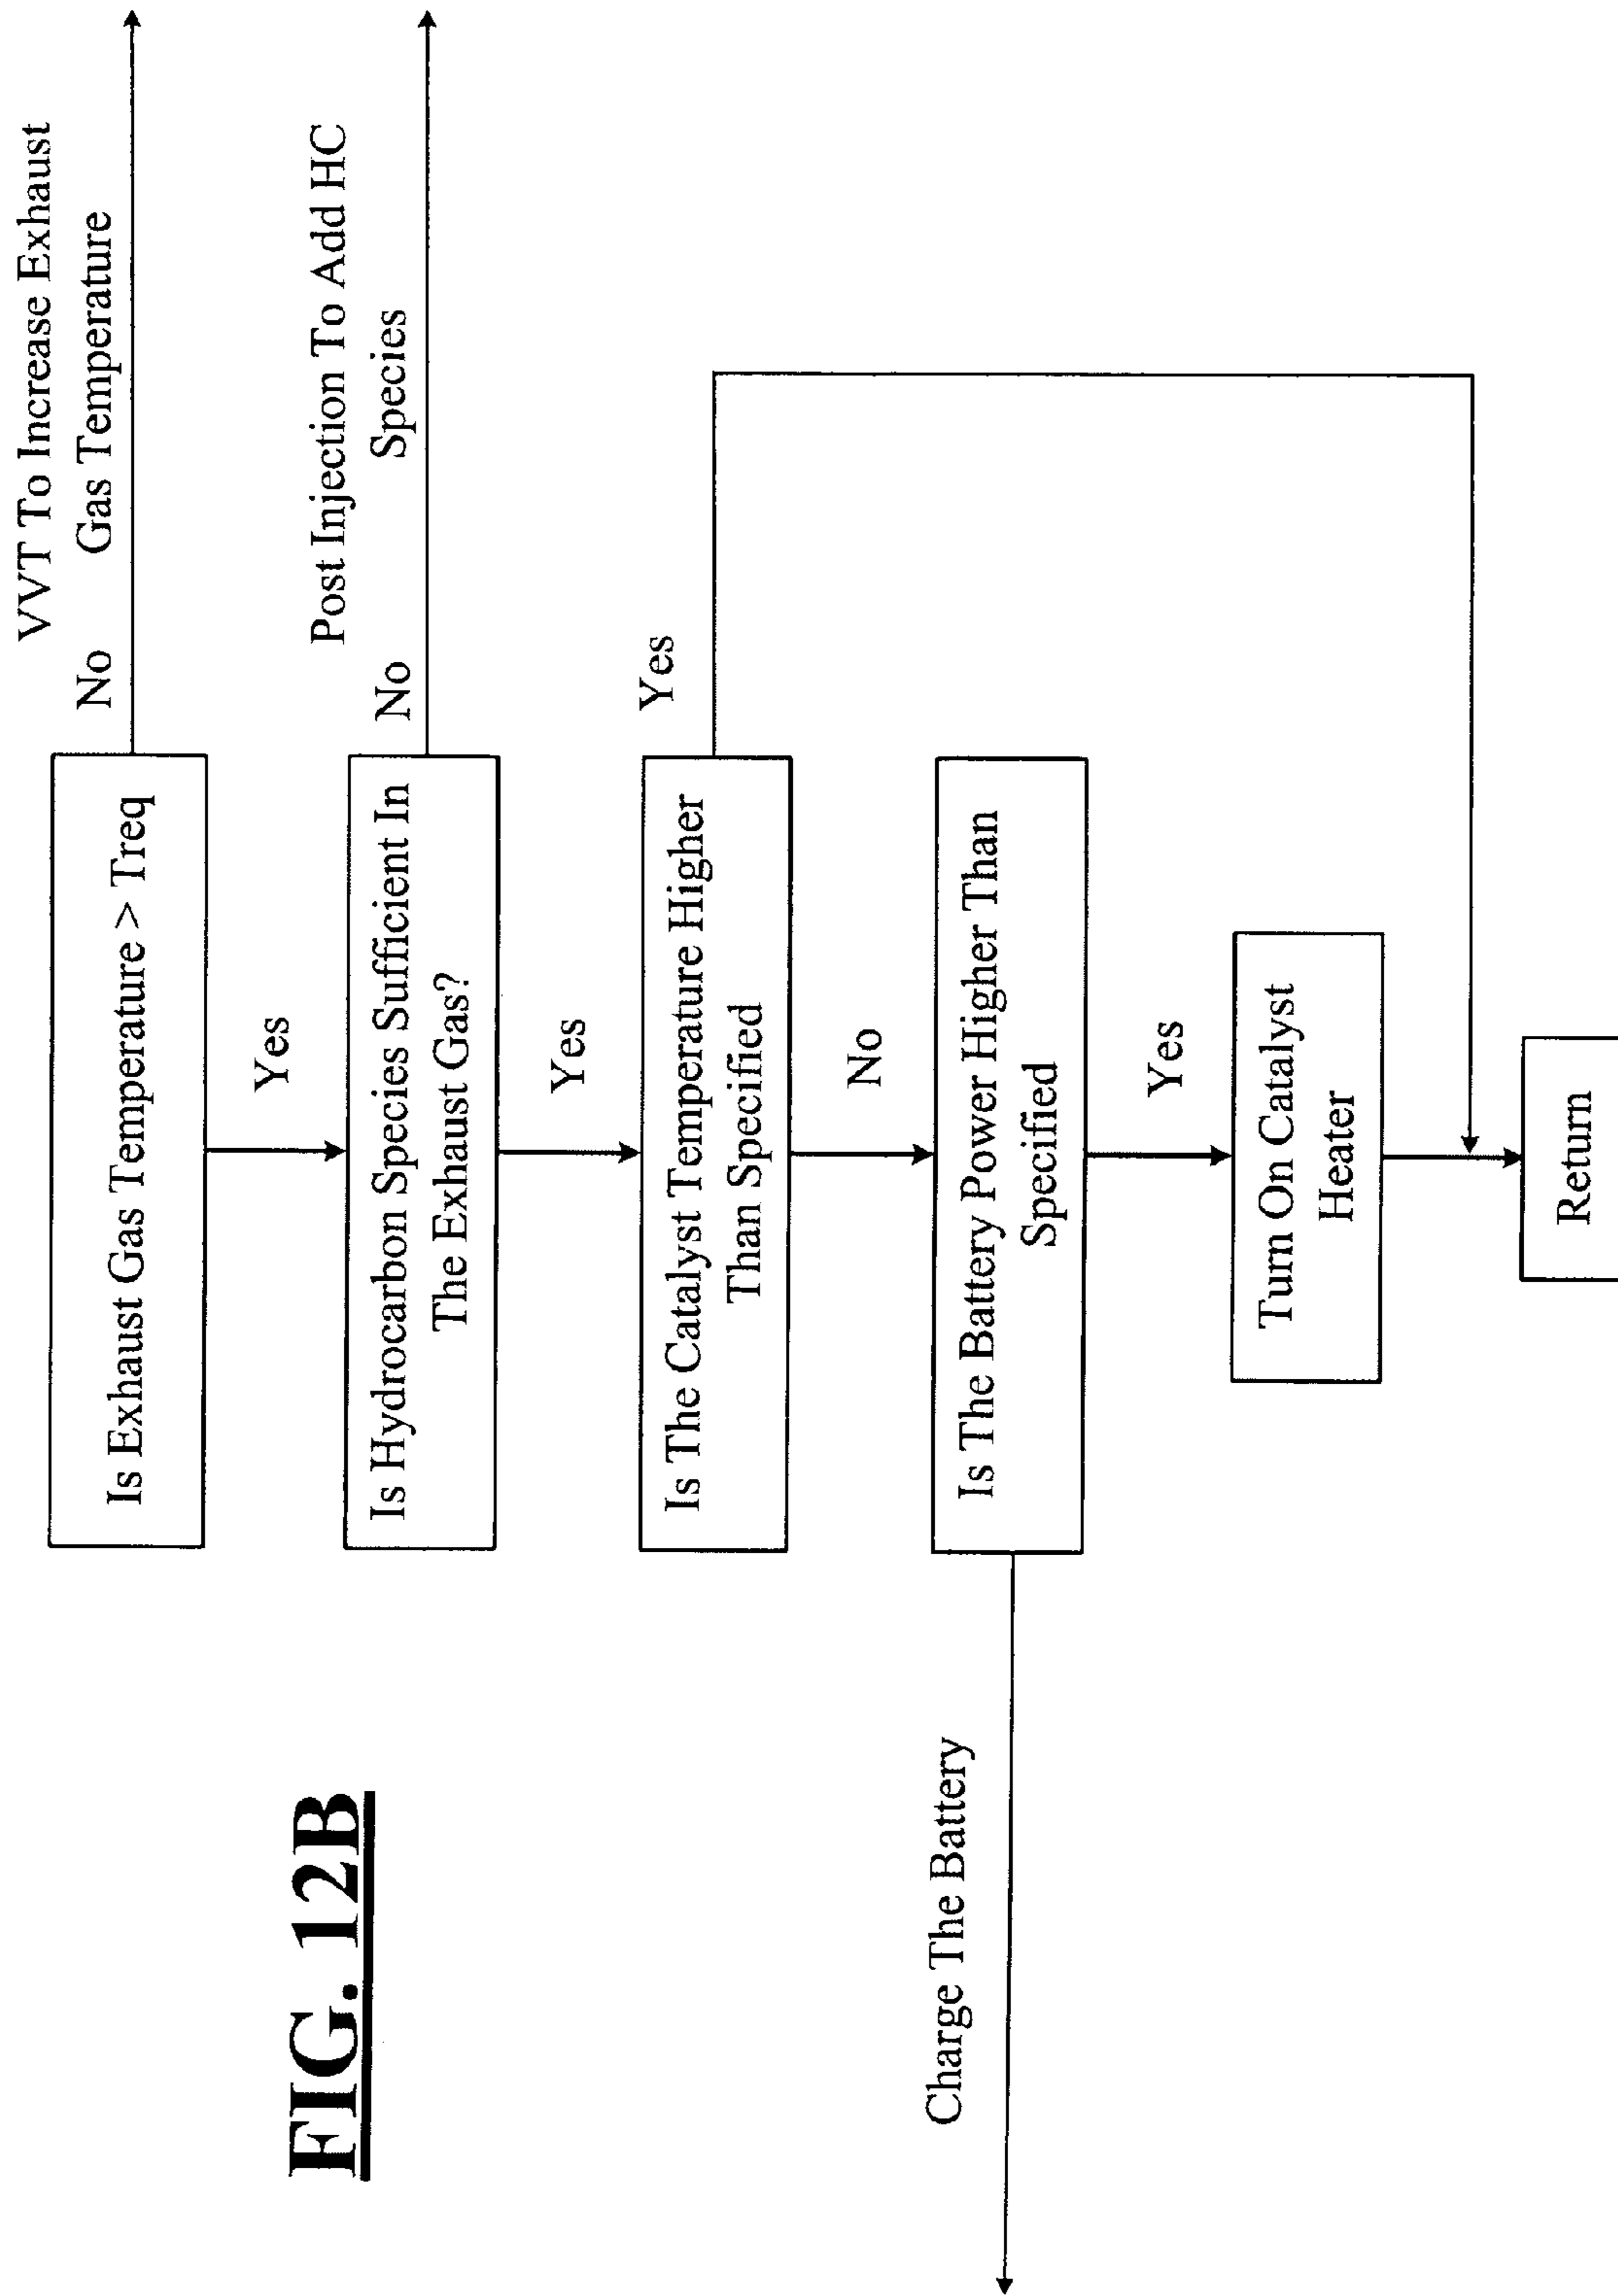 VVT To Increase Exhaust
No Gas Temperature
Is Exhaust Gas Temperature > Treq
Yes
Post Injection To Add HC
No Species
Is Hydrocarbon Species Sufficient In
The Exhaust Gas?
Yes
Yes
Is The Catalyst Temperature Higher
Than Specified
No
Charge The Battery
Is The Battery Power Higher Than
Specified
Yes
Turn On Catalyst
Heater
Return
FIG. 12B